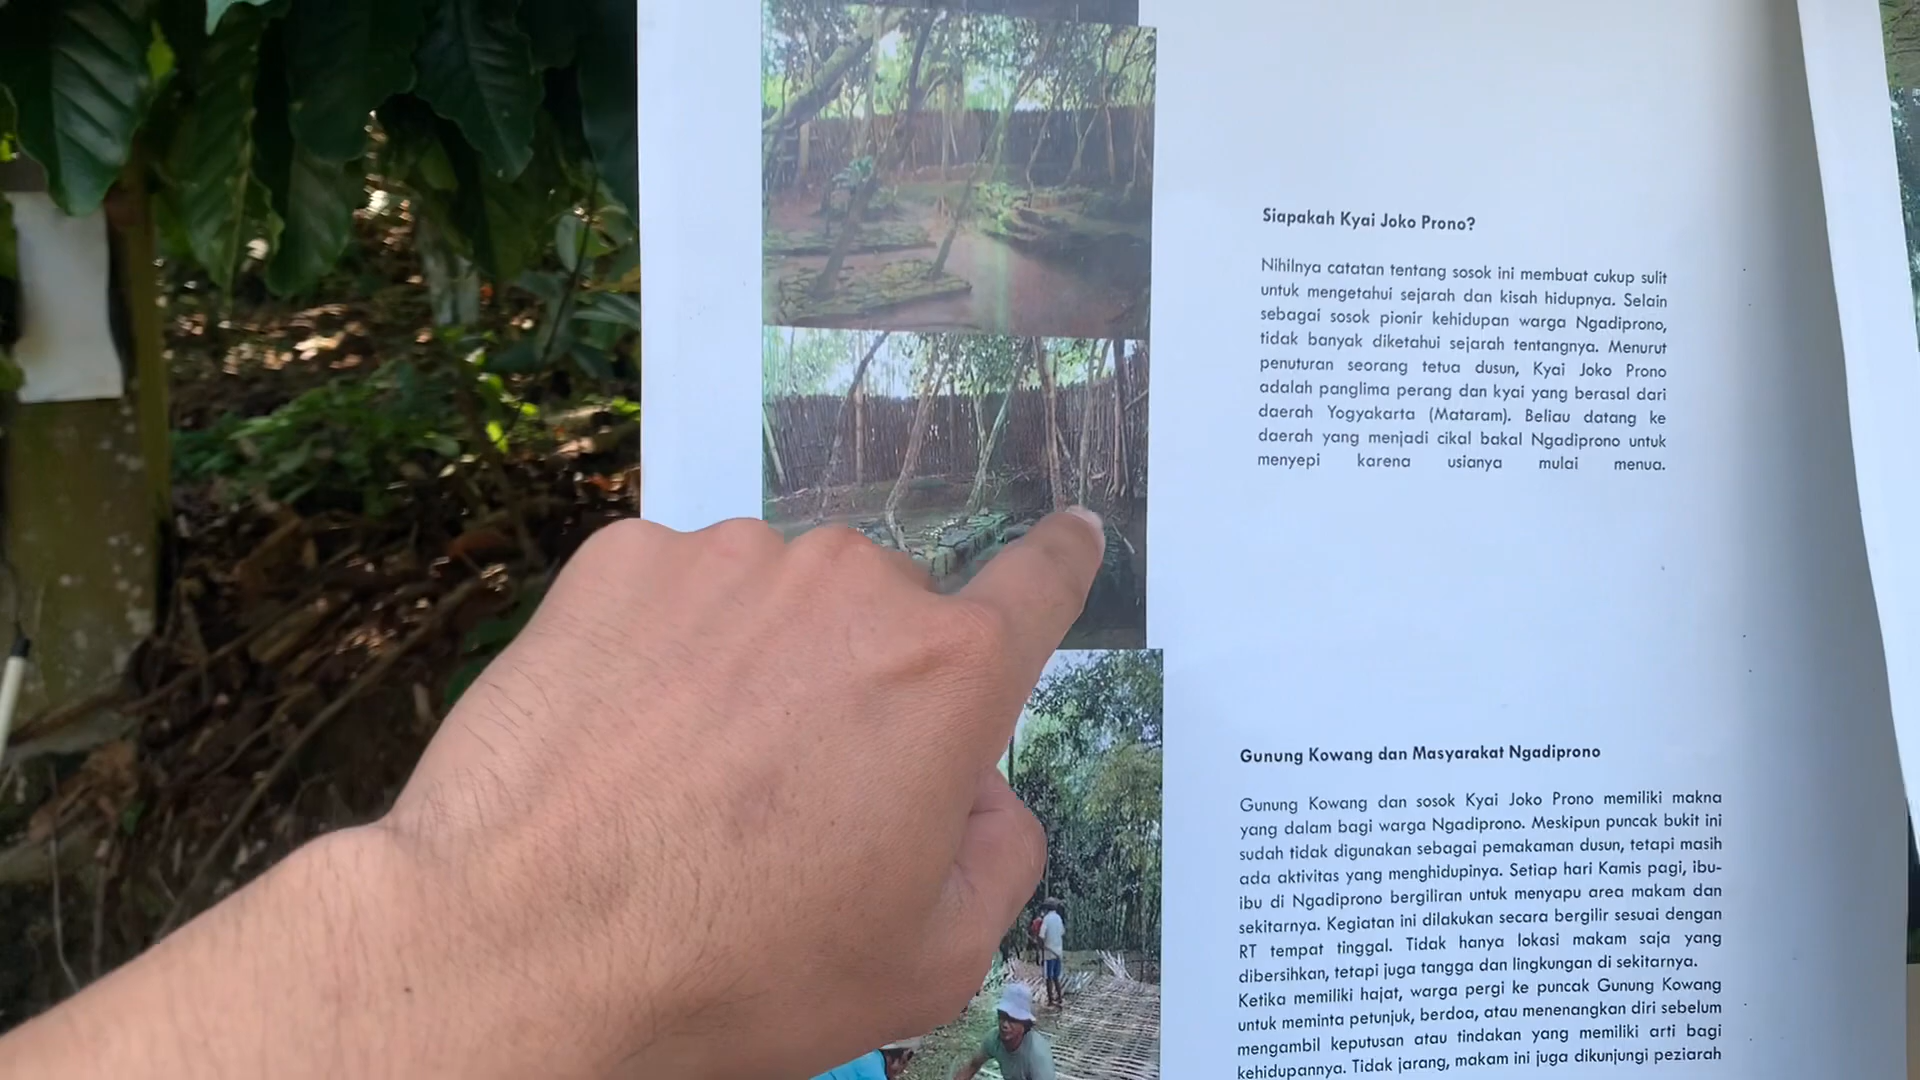 Siapakah Kyai Joko Prono?
Nihilnya catatan tentang sosok ini membuat cukup sulit
untuk mengetahui sejarah dan kisah hidupnya. Selain
sebagai sosok pionir kehidupan warga Ngadiprono,
tidak banyak diketahui sejarah tentangnya. Menurut
penuturan seorang tetua dusun, Kyai Joko Prono
adalah panglima perang dan kyai yang berasal dari
daerah Yogyakarta (Mataram). Beliau datang ke
daerah yang menjadi cikal bakal Ngadiprono untuk
menyepi karena usianya mulai menua.
Gunung Kowang dan Masyarakat Ngadiprono
Gunung Kowang dan sosok Kyai Joko Prono memiliki makna
yang dalam bagi warga Ngadiprono. Meskipun puncak bukit ini
sudah tidak digunakan sebagai pemakaman dusun, tetapi masih
ada aktivitas yang menghidupinya. Setiap hari Kamis pagi, ibu-
ibu di Ngadiprono bergiliran untuk menyapu area makam dan
sekitarnya. Kegiatan ini dilakukan secara bergilir sesuai dengan
RT tempat tinggal. Tidak hanya lokasi makam saja yang
dibersihkan, tetapi juga tangga dan lingkungan di sekitarnya.
Ketika memiliki hajat, warga pergi ke puncak Gunung Kowang
untuk meminta petunjuk, berdoa, atau menenangkan diri sebelum
mengambil keputusan atau tindakan yang memiliki arti bagi
kehidupannya. Tidak jarang, makam ini juga dikunjungi peziarah